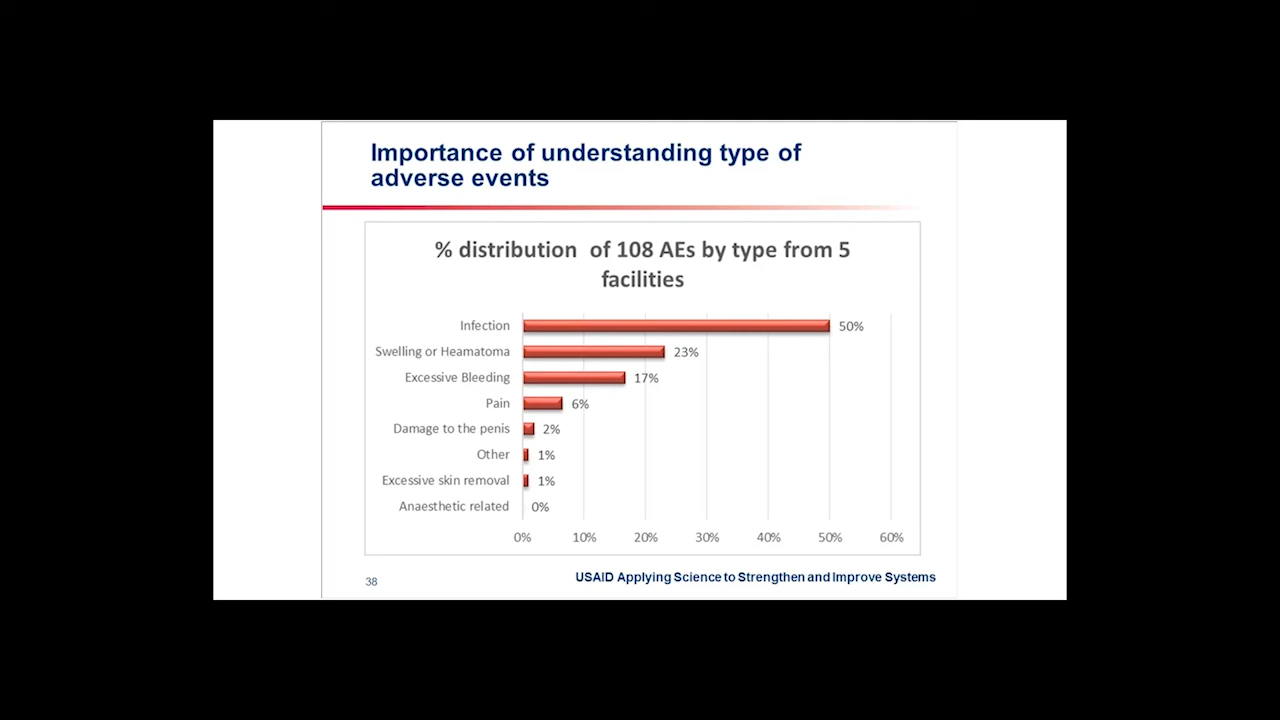 Importance of understanding type of
adverse events
% distribution of 108 AEs by type from 5
facilities
Infection 50%
Swelling or Heamatoma 23%
Excessive Bleeding 17%
Pain 6%
Damage to the penis 2%
Other 1%
Excessive skin removal 1%
Anaesthetic related 0%
0% 10% 20% 30% 40% 50% 60%
38 USAID Applying Science to Strengthen and Improve Systems